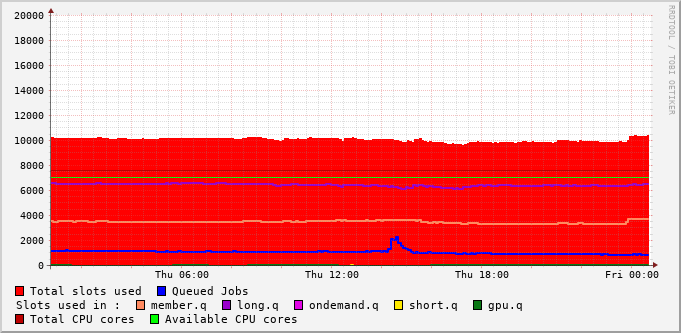 RRDTOOL / TOBI OETIKER
20000
18000
16000
14000
12000
10000
8000
6000
4000
2000
0
Thu 06:00 Thu 12:00 Thu 18:00 Fri 00:00
Total slots used Queued Jobs
Slots used in : member.q long.q ondemand.q short.q gpu.q
Total CPU cores Available CPU cores